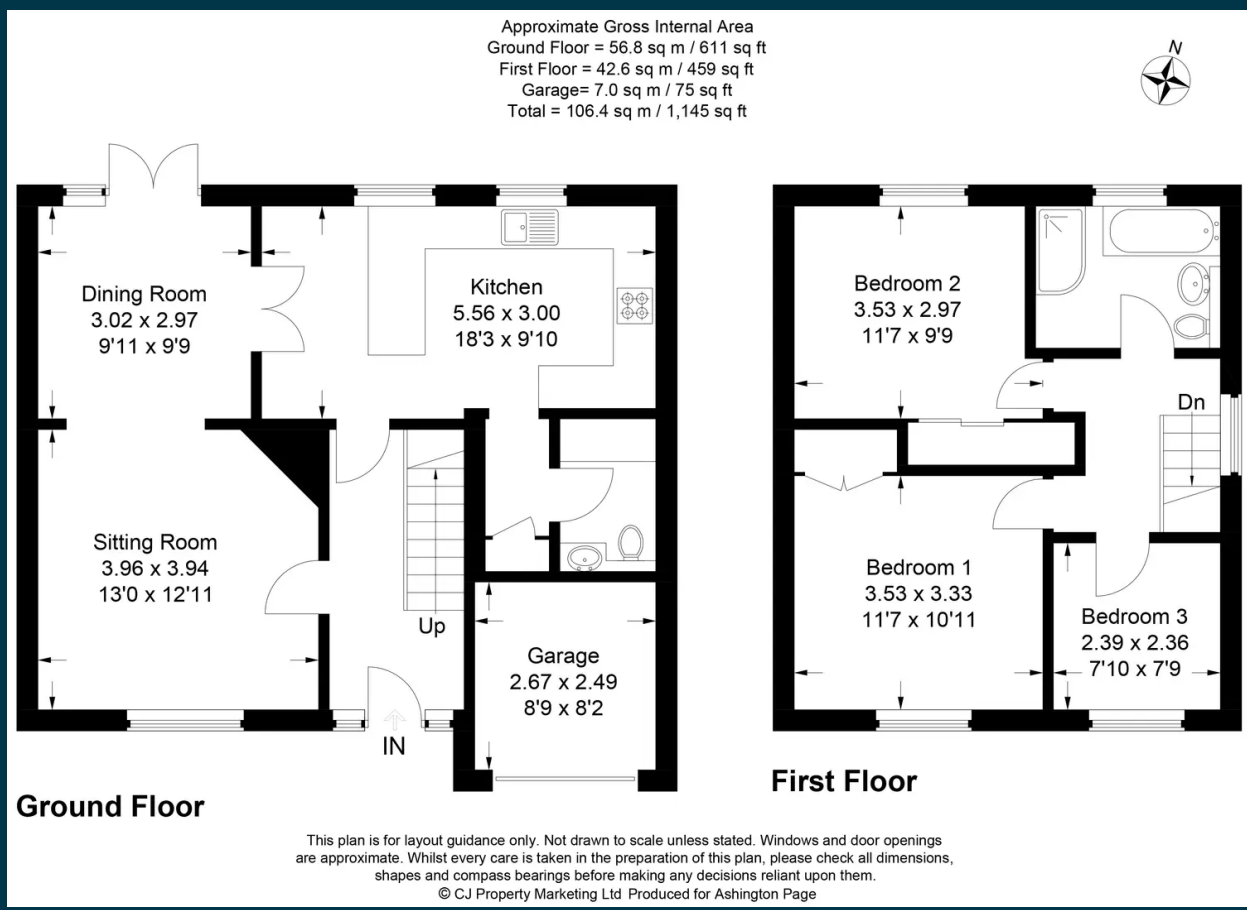 Approximate Gross Internal Area
Ground Floor = 56.8 sq m / 611 sq ft
First Floor = 42.6 sq m / 459 sq ft
Garage= 7.0 sq m / 75 sq ft
Total = 106.4 sq m / 1,145 sq ft
N
Dining Room
3.02 x 2.97
9'11 x 9'9
Kitchen
5.56 x 3.00
18'3 x 9'10
Sitting Room
3.96 x 3.94
13'0 x 12'11
Up
Garage
2.67 x 2.49
8'9 x 8'2
IN
Ground Floor
Bedroom 2
3.53 x 2.97
11'7 x 9'9
Dn
Bedroom 1
3.53 x 3.33
11'7 x 10'11
Bedroom 3
2.39 x 2.36
7'10 x 7'9
First Floor
This plan is for layout guidance only. Not drawn to scale unless stated. Windows and door openings
are approximate. Whilst every care is taken in the preparation of this plan, please check all dimensions,
shapes and compass bearings before making any decisions reliant upon them.
© CJ Property Marketing Ltd Produced for Ashington Page